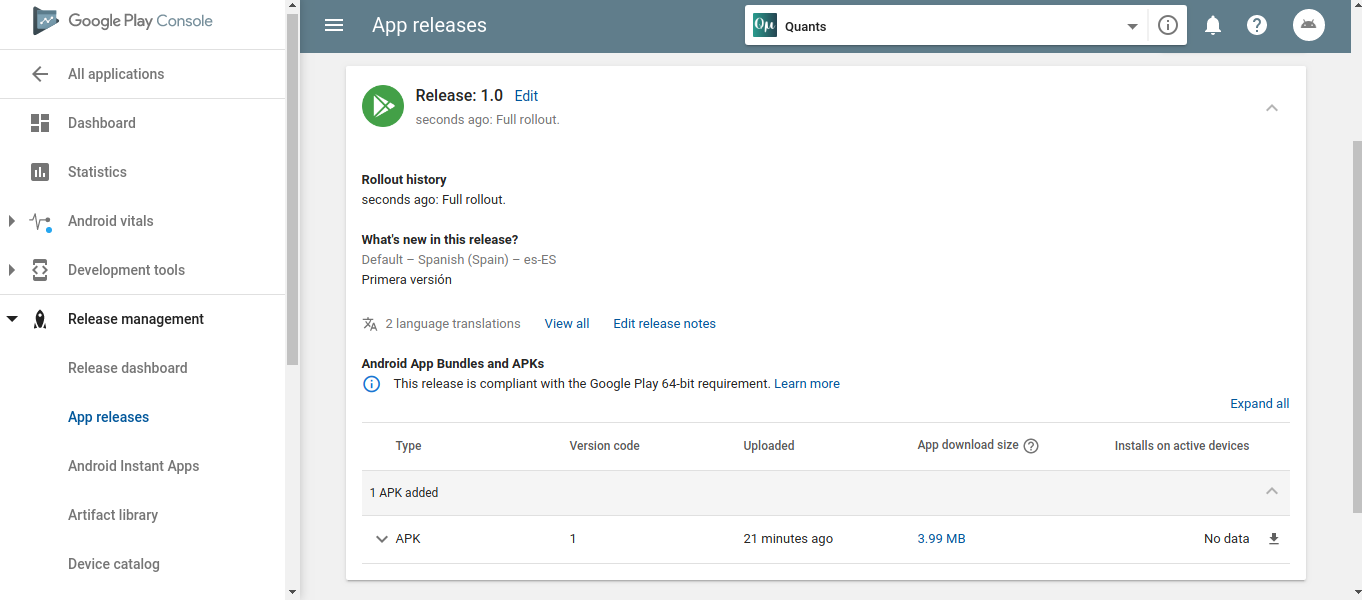 Google Play Console
App releases
Quants
All applications
Dashboard
Statistics
Android vitals
Development tools
Release management
Release dashboard
App releases
Android Instant Apps
Artifact library
Device catalog
Release: 1.0 Edit
seconds ago: Full rollout.
Rollout history
seconds ago: Full rollout.
What's new in this release?
Default – Spanish (Spain) – es-ES
Primera versión
2 language translations View all Edit release notes
Android App Bundles and APKs
This release is compliant with the Google Play 64-bit requirement. Learn more
Expand all
Type Version code Uploaded App download size Installs on active devices
1 APK added
APK 1 21 minutes ago 3.99 MB No data